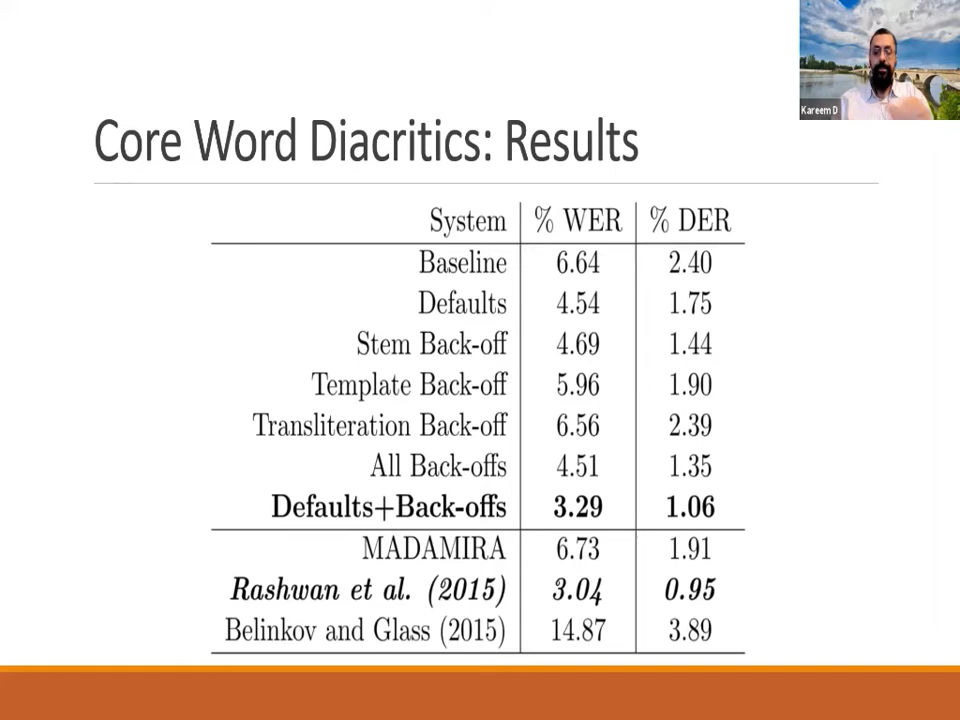 Kareem D
Core Word Diacritics: Results
System % WER % DER
Baseline 6.64 2.40
Defaults 4.54 1.75
Stem Back-off 4.69 1.44
Template Back-off 5.96 1.90
Transliteration Back-off 6.56 2.39
All Back-offs 4.51 1.35
Defaults+Back-offs 3.29 1.06
MADAMIRA 6.73 1.91
Rashwan et al. (2015) 3.04 0.95
Belinkov and Glass (2015) 14.87 3.89